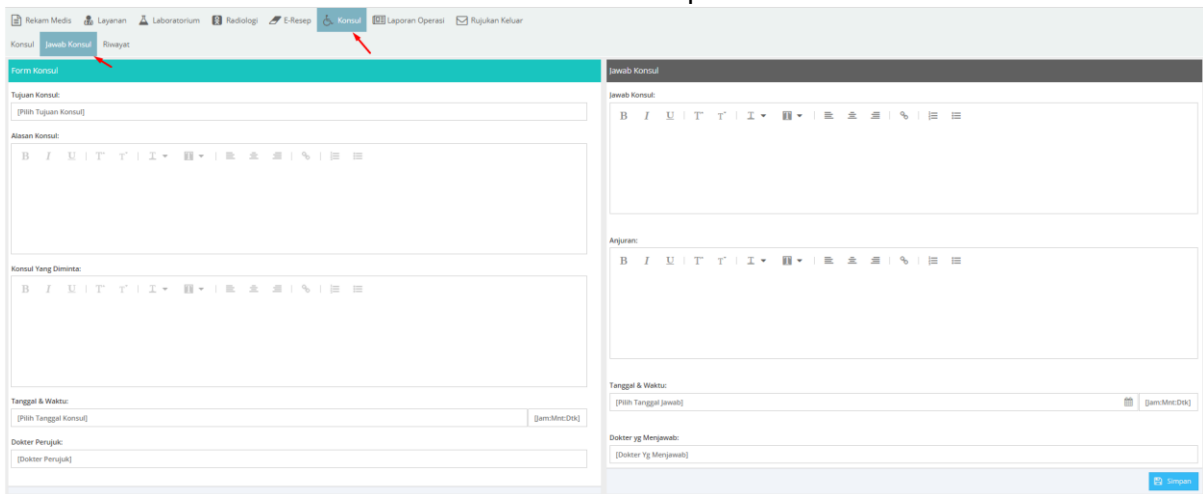 Rekam Medis Layanan Laboratorium Radiologi E-Resep Konsul Laporan Operasi Rujukan Keluar
Konsul Jawab Konsul Riwayat
Form Konsul
Tujuan Konsul:
[Pilih Tujuan Konsul]
Alasan Konsul:
B I U
Konsul Yang Diminta:
B I U
Tanggal & Waktu:
[Pilih Tanggal Konsul] [Jam:Mnt:Dtk]
Dokter Perujuk:
[Dokter Perujuk]
Jawab Konsul
Jawab Konsul:
B I U
Anjuran:
B I U
Tanggal & Waktu:
[Pilih Tanggal Jawab] [Jam:Mnt:Dtk]
Dokter yg Menjawab:
[Dokter Yg Menjawab]
Simpan